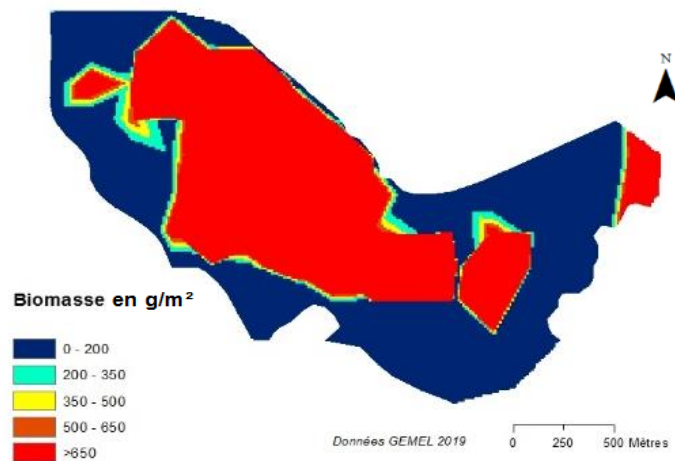 N
Biomasse en g/m²
0 - 200
200 - 350
350 - 500
500 - 650
>650
Données GEMEL 2019
0 250 500 Mètres